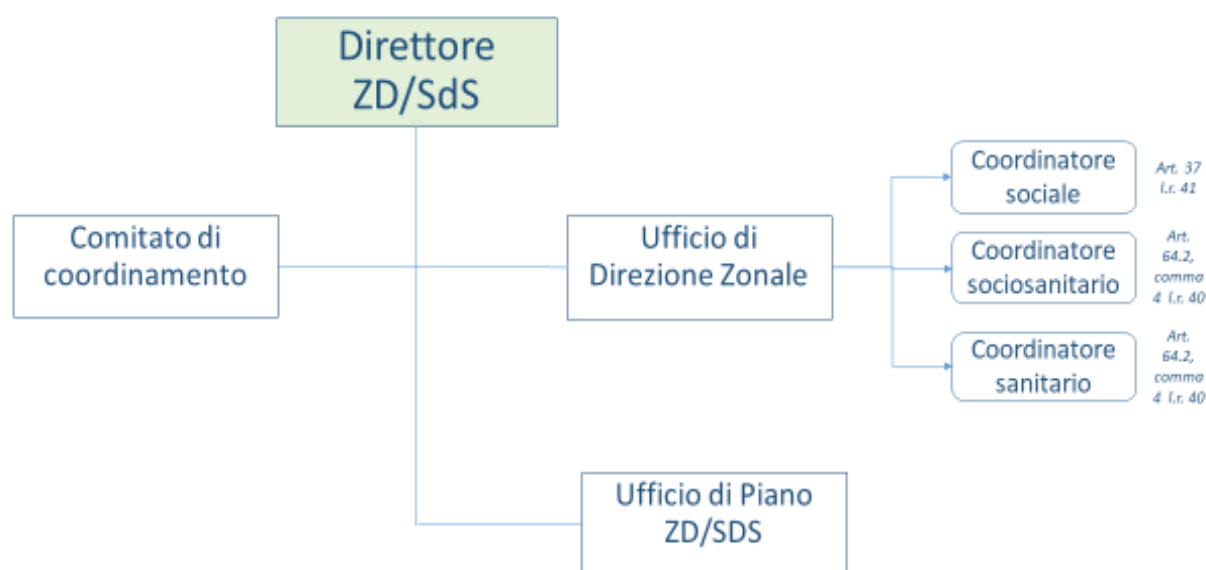 Direttore
ZD/SdS
Comitato di
coordinamento
Ufficio di
Direzione Zonale
Coordinatore
sociale
Art. 37
l.r. 41
Coordinatore
sociosanitario
Art.
64.2,
comma
4 l.r. 40
Coordinatore
sanitario
Art.
64.2,
comma
4 l.r. 40
Ufficio di Piano
ZD/SDS